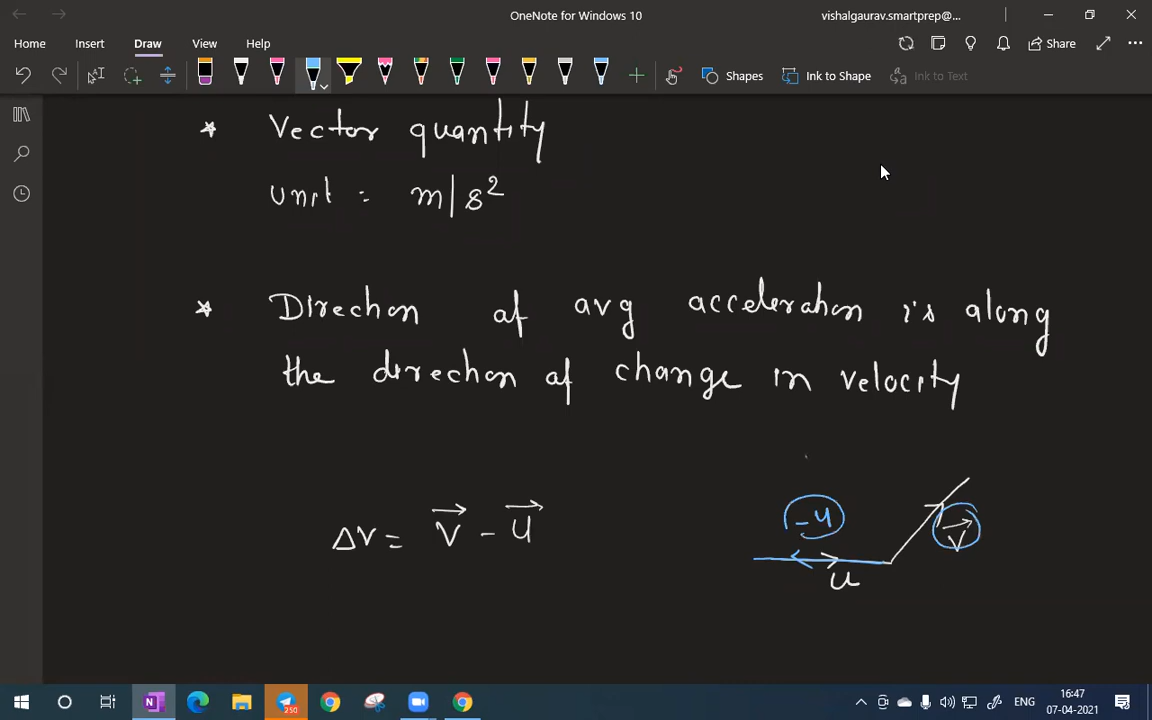 OneNote for Windows 10
vishalgaurav.smartprep@...
Home Insert Draw View Help
Share
Shapes Ink to Shape Ink to Text
* Vector quantity
unit = m/s²
* Direction of avg acceleration is along
the direction of change in velocity
-u
ΔV = V - u
V
u
250
ENG
16:47
07-04-2021